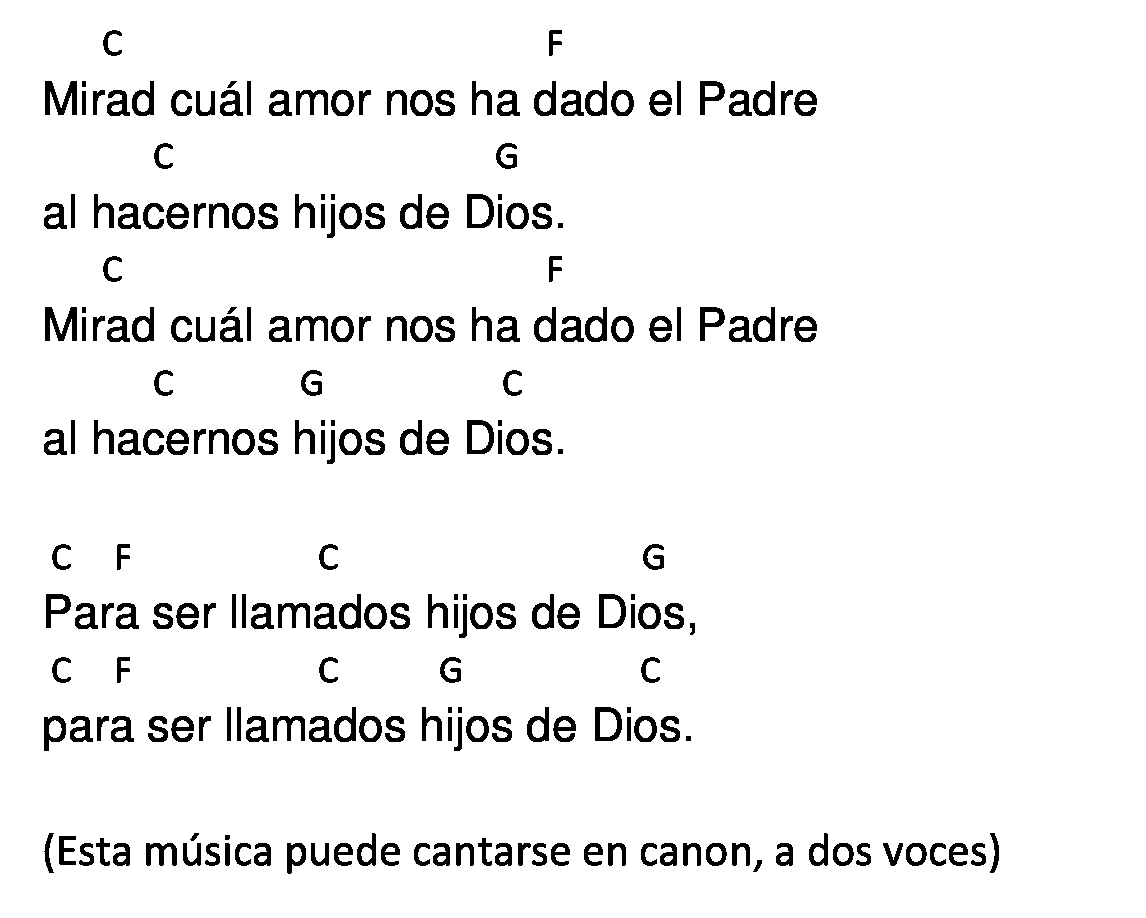 C F
Mirad cuál amor nos ha dado el Padre
C G
al hacernos hijos de Dios.
C F
Mirad cuál amor nos ha dado el Padre
C G C
al hacernos hijos de Dios.
C F C G
Para ser llamados hijos de Dios,
C F C G C
para ser llamados hijos de Dios.
(Esta música puede cantarse en canon, a dos voces)